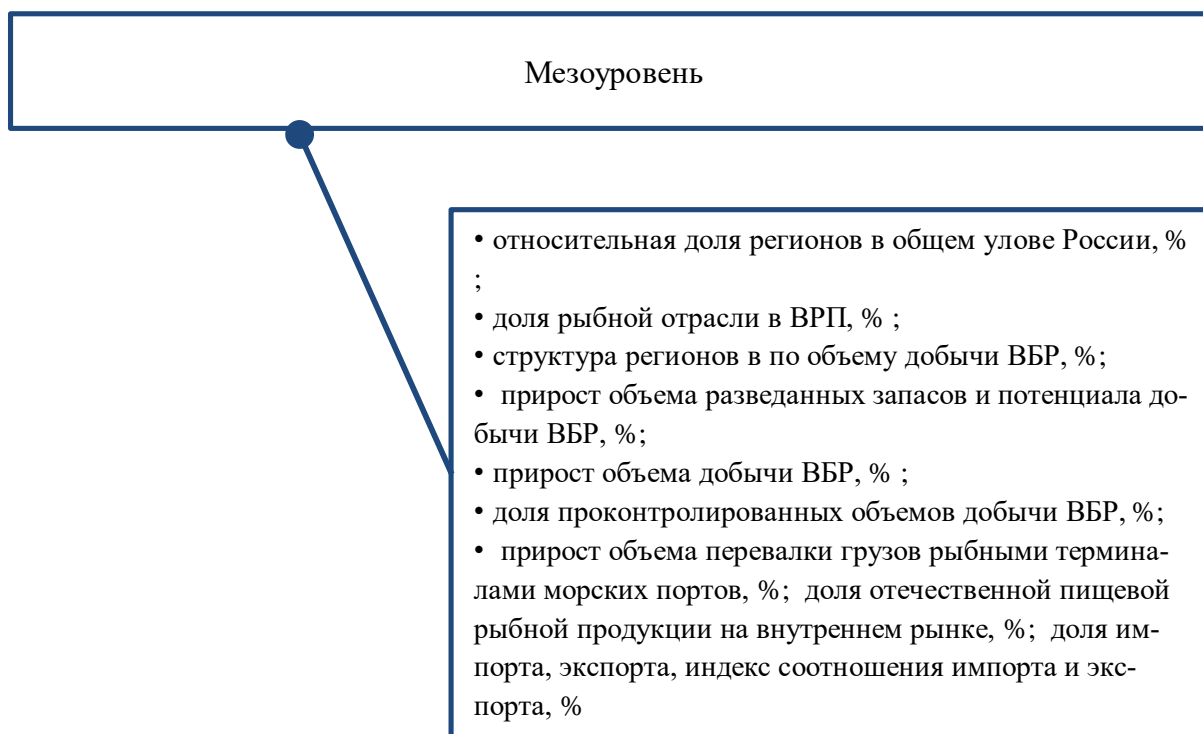 Мезоуровень
• относительная доля регионов в общем улове России, %
;
• доля рыбной отрасли в ВРП, % ;
• структура регионов в по объему добычи ВБР, %;
• прирост объема разведанных запасов и потенциала до-
бычи ВБР, %;
• прирост объема добычи ВБР, % ;
• доля проконтролированных объемов добычи ВБР, %;
• прирост объема перевалки грузов рыбными термина-
лами морских портов, %; доля отечественной пищевой
рыбной продукции на внутреннем рынке, %; доля им-
порта, экспорта, индекс соотношения импорта и экс-
порта, %